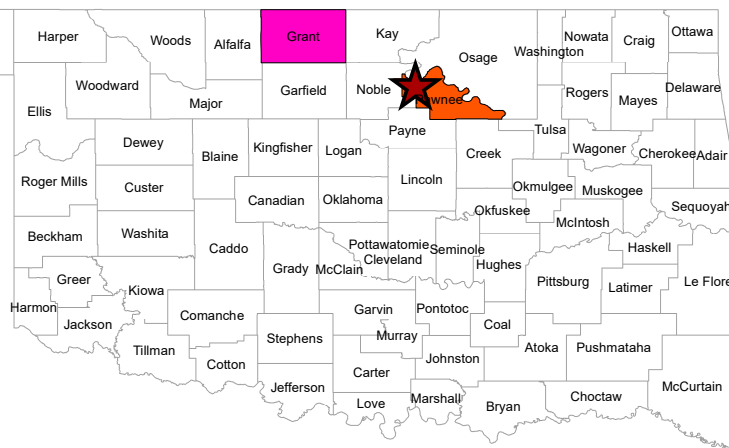 Harper
Woods
Alfalfa
Grant
Kay
Osage
Washington
Nowata
Craig
Ottawa
Woodward
Major
Garfield
Noble
wnee
Rogers
Mayes
Delaware
Ellis
Dewey
Blaine
Kingfisher
Logan
Payne
Creek
Tulsa
Wagoner
Cherokee
Adair
Roger Mills
Custer
Canadian
Oklahoma
Lincoln
Okmulgee
Muskogee
Okfuskee
McIntosh
Sequoyah
Beckham
Washita
Caddo
Grady
McClain
Pottawatomie
Cleveland
Seminole
Hughes
Pittsburg
Haskell
Latimer
Le Flore
Greer
Kiowa
Harmon
Jackson
Comanche
Stephens
Garvin
Murray
Pontotoc
Coal
Atoka
Pushmataha
Tillman
Cotton
Jefferson
Carter
Johnston
Love
Marshall
Bryan
Choctaw
McCurtain